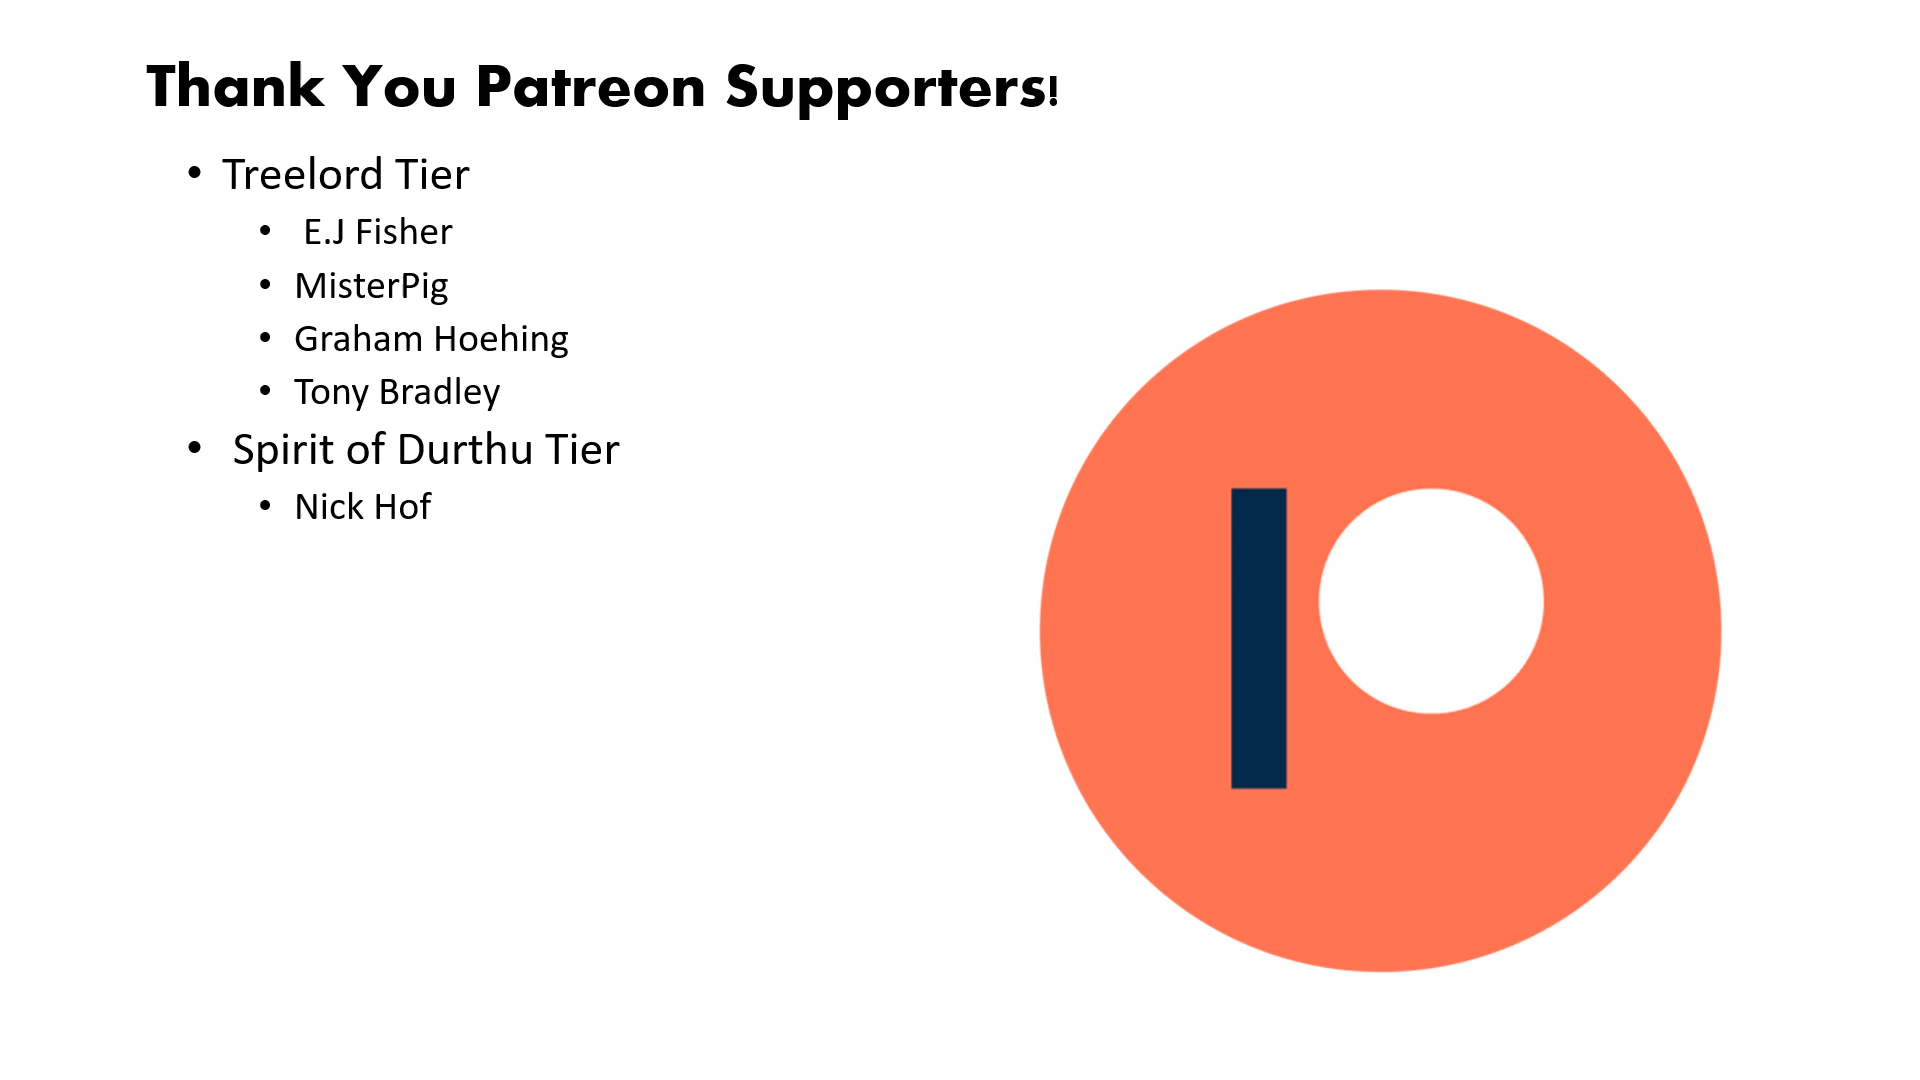 Thank You Patreon Supporters!
• Treelord Tier
• E.J Fisher
• MisterPig
• Graham Hoehing
• Tony Bradley
• Spirit of Durthu Tier
• Nick Hof